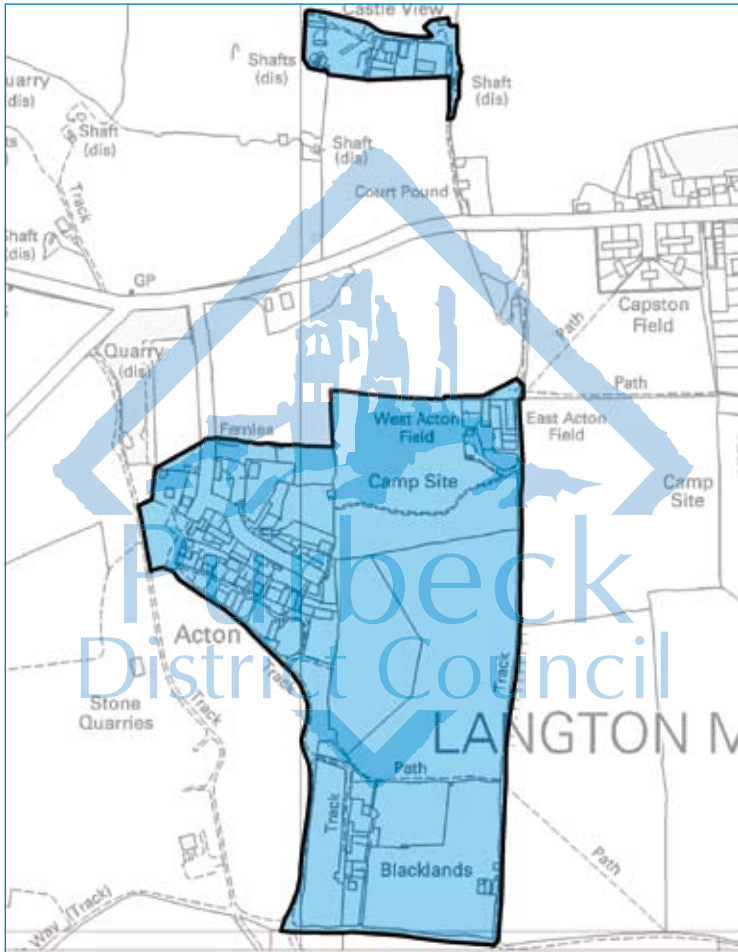 Castle View
Shafts
(dis)
Shaft
(dis)
uarry
(dis)
Shaft
(dis)
ts
Shaft
(dis)
Track
Court Pound
Shaft
(dis)
GP
Capston
Field
Path
Quarry
(dis)
Path
Fernlea
West Acton
Field
East Acton
Field
Camp Site
Camp
Site
Purbeck
District Council
Acton
Track
Track
Track
Stone
Quarries
LANGTON M
Path
Track
Path
Blacklands
Way (Track)